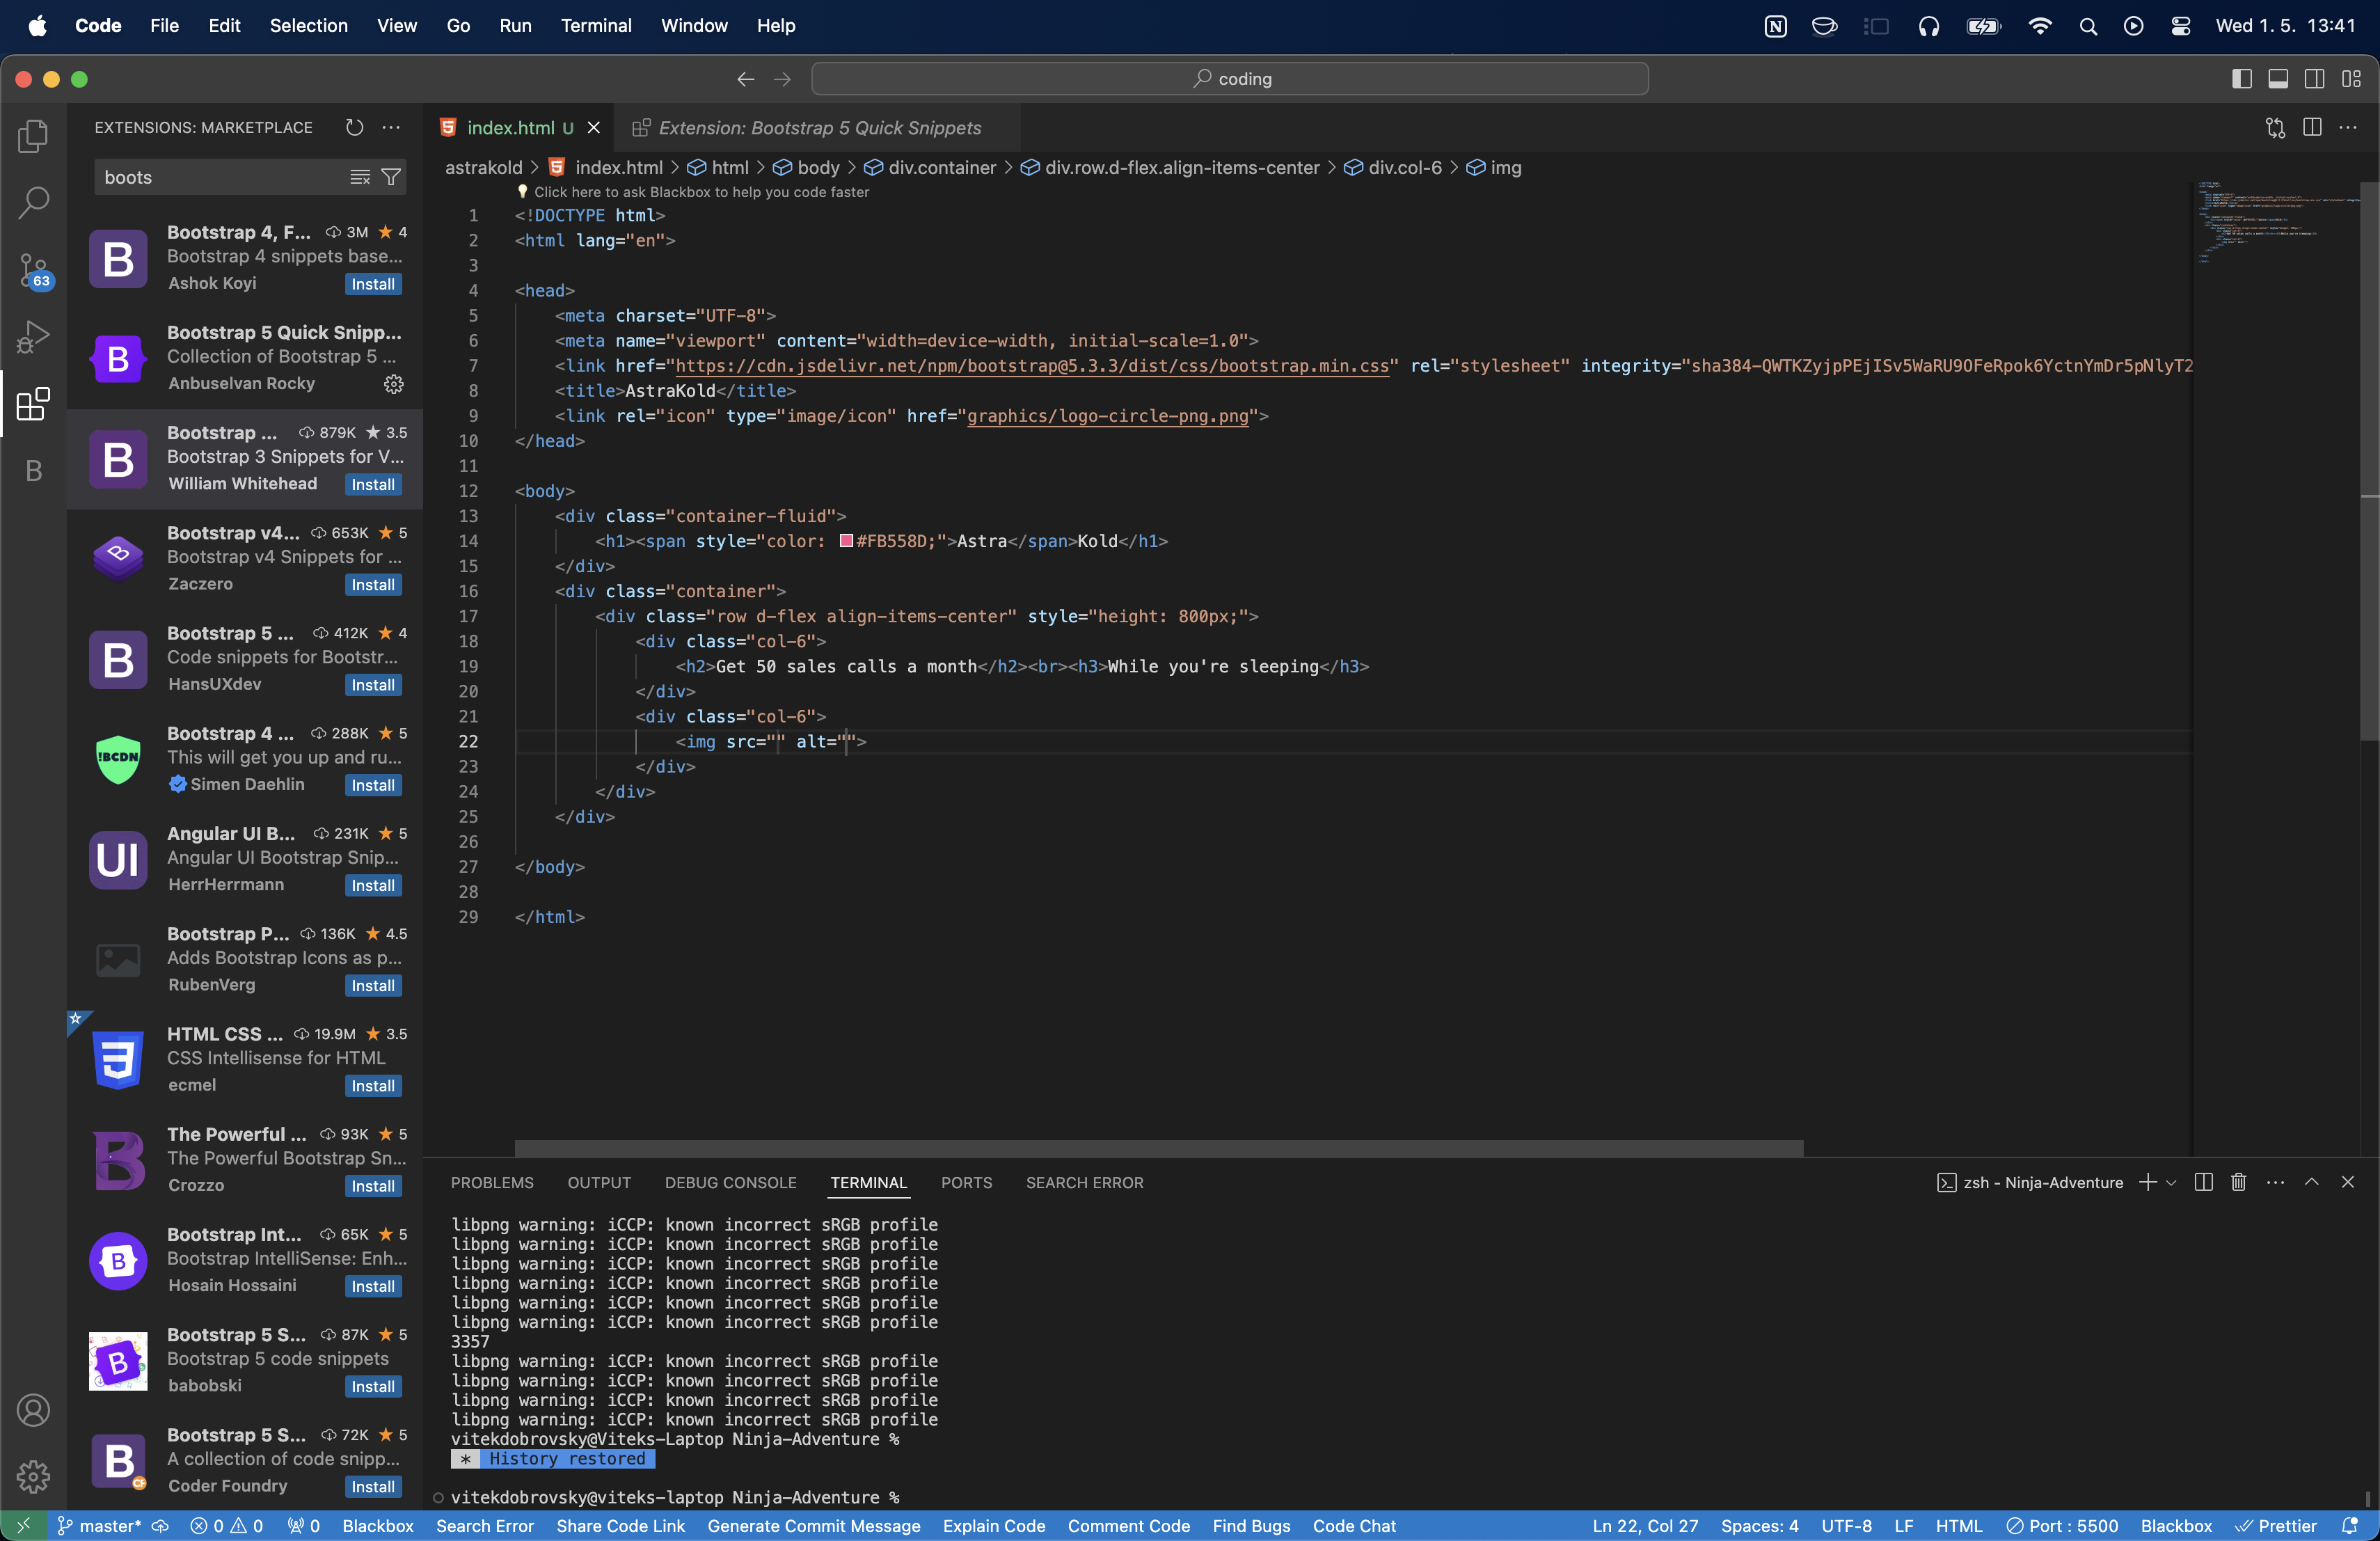 Code File Edit Selection View Go Run Terminal Window Help Wed 1. 5. 13:41
coding
EXTENSIONS: MARKETPLACE
boots
63
Bootstrap 4, F... 3M 4
Bootstrap 4 snippets base...
Ashok Koyi Install
Bootstrap 5 Quick Snipp...
Collection of Bootstrap 5 ...
Anbuselvan Rocky
Bootstrap ... 879K 3.5
Bootstrap 3 Snippets for V...
William Whitehead Install
Bootstrap v4... 653K 5
Bootstrap v4 Snippets for ...
Zaczero Install
Bootstrap 5 ... 412K 4
Code snippets for Bootstr...
HansUXdev Install
!BCDN
Bootstrap 4 ... 288K 5
This will get you up and ru...
Simen Daehlin Install
UI
Angular UI B... 231K 5
Angular UI Bootstrap Snip...
HerrHerrmann Install
Bootstrap P... 136K 4.5
Adds Bootstrap Icons as p...
RubenVerg Install
HTML CSS ... 19.9M 3.5
CSS Intellisense for HTML
ecmel Install
The Powerful ... 93K 5
The Powerful Bootstrap Sn...
Crozzo Install
Bootstrap Int... 65K 5
Bootstrap IntelliSense: Enh...
Hosain Hossaini Install
Bootstrap 5 S... 87K 5
Bootstrap 5 code snippets
babobski Install
Bootstrap 5 S... 72K 5
A collection of code snipp...
Coder Foundry Install
index.html U Extension: Bootstrap 5 Quick Snippets
astrakold > index.html > html > body > div.container > div.row.d-flex.align-items-center > div.col-6 > img
Click here to ask Blackbox to help you code faster
1 <!DOCTYPE html>
2 <html lang="en">
3
4 <head>
5 <meta charset="UTF-8">
6 <meta name="viewport" content="width=device-width, initial-scale=1.0">
7 <link href="https://cdn.jsdelivr.net/npm/bootstrap@5.3.3/dist/css/bootstrap.min.css" rel="stylesheet" integrity="sha384-QWTKZyjpPEjISv5WaRU9OFeRpok6YctnYmDr5pNlyT2
8 <title>AstraKold</title>
9 <link rel="icon" type="image/icon" href="graphics/logo-circle-png.png">
10 </head>
11
12 <body>
13 <div class="container-fluid">
14 <h1><span style="color: #FB558D;">Astra</span>Kold</h1>
15 </div>
16 <div class="container">
17 <div class="row d-flex align-items-center" style="height: 800px;">
18 <div class="col-6">
19 <h2>Get 50 sales calls a month</h2><br><h3>While you're sleeping</h3>
20 </div>
21 <div class="col-6">
22 <img src="" alt="">
23 </div>
24 </div>
25 </div>
26
27 </body>
28
29 </html>
PROBLEMS OUTPUT DEBUG CONSOLE TERMINAL PORTS SEARCH ERROR zsh - Ninja-Adventure
libpng warning: iCCP: known incorrect sRGB profile
libpng warning: iCCP: known incorrect sRGB profile
libpng warning: iCCP: known incorrect sRGB profile
libpng warning: iCCP: known incorrect sRGB profile
libpng warning: iCCP: known incorrect sRGB profile
libpng warning: iCCP: known incorrect sRGB profile
3357
libpng warning: iCCP: known incorrect sRGB profile
libpng warning: iCCP: known incorrect sRGB profile
libpng warning: iCCP: known incorrect sRGB profile
libpng warning: iCCP: known incorrect sRGB profile
vitekdobrovsky@Viteks-Laptop Ninja-Adventure %
* History restored
vitekdobrovsky@viteks-laptop Ninja-Adventure %
master* 0 0 0 Blackbox Search Error Share Code Link Generate Commit Message Explain Code Comment Code Find Bugs Code Chat Ln 22, Col 27 Spaces: 4 UTF-8 LF HTML Port : 5500 Blackbox Prettier